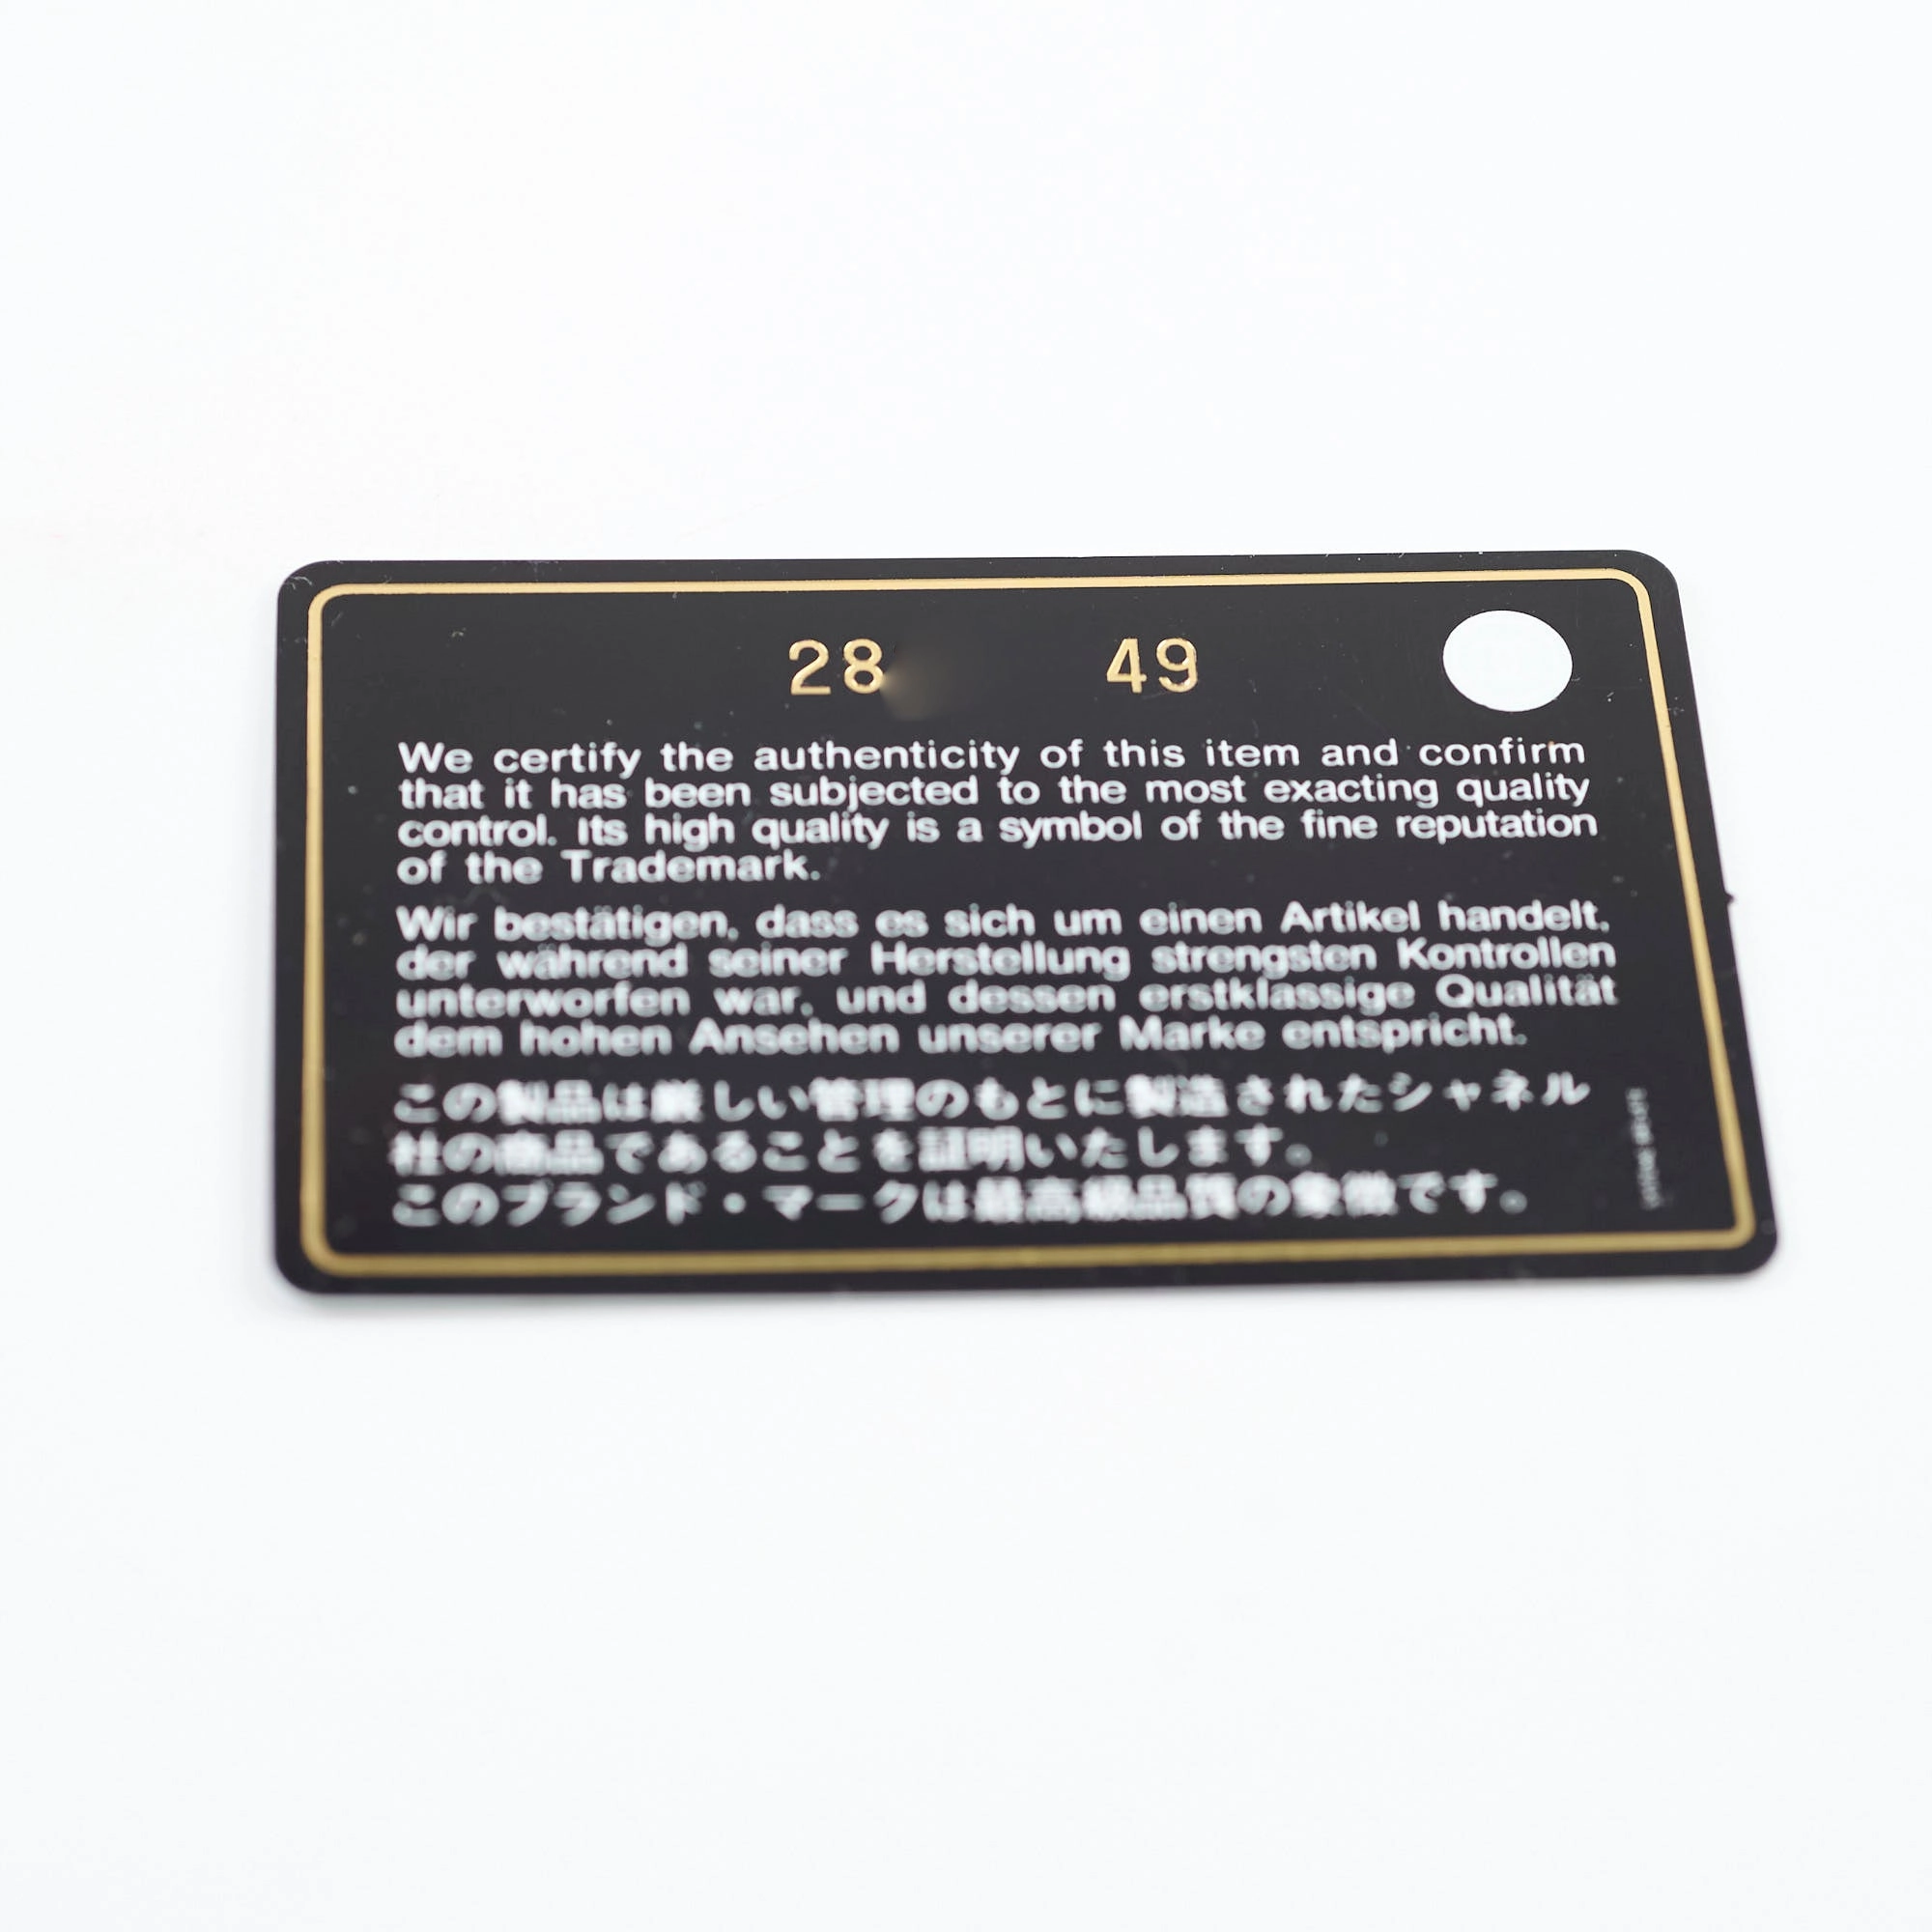 28 49
We certify the authenticity of this item and confirm
that it has been subjected to the most exacting quality
control. Its high quality is a symbol of the fine reputation
of the Trademark.
Wir bestätigen, dass es sich um einen Artikel handelt,
der während seiner Herstellung strengsten Kontrollen
unterworfen war, und dessen erstklassige Qualität
dem hohen Ansehen unserer Marke entspricht.
この製品は厳しい管理のもとに製造されたシャネル
社の商品であることを証明いたします。
このブランド・マークは最高級品質の象徴です。